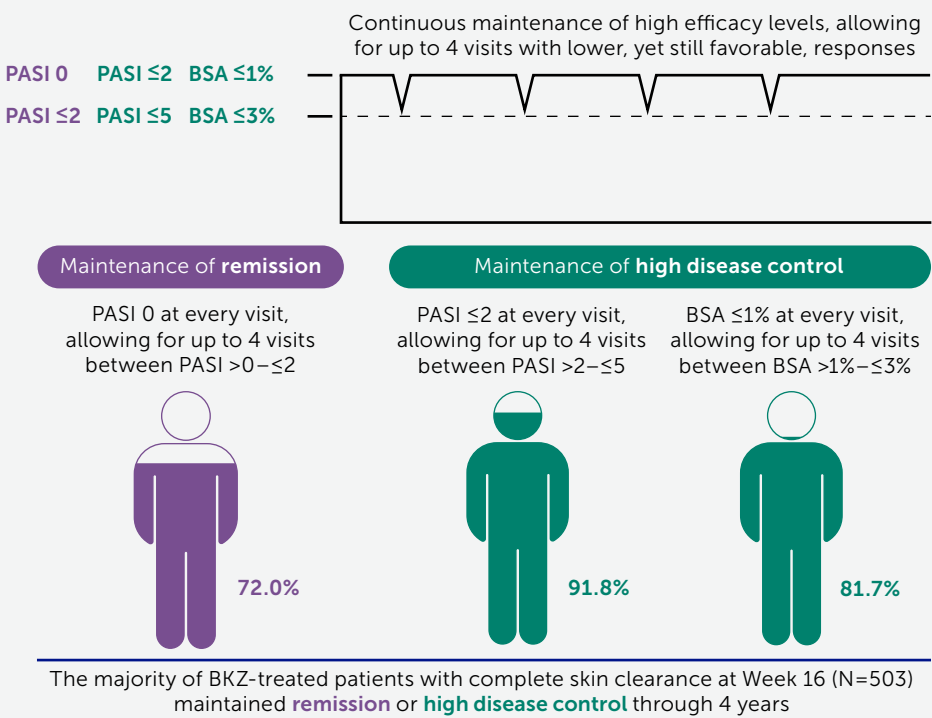 Continuous maintenance of high efficacy levels, allowing
for up to 4 visits with lower, yet still favorable, responses
PASI 0 PASI ≤2 BSA ≤1%
PASI ≤2 PASI ≤5 BSA ≤3%
Maintenance of remission
PASI 0 at every visit,
allowing for up to 4 visits
between PASI >0–≤2
72.0%
Maintenance of high disease control
PASI ≤2 at every visit,
allowing for up to 4 visits
between PASI >2–≤5
91.8%
BSA ≤1% at every visit,
allowing for up to 4 visits
between BSA >1%–≤3%
81.7%
The majority of BKZ-treated patients with complete skin clearance at Week 16 (N=503)
maintained remission or high disease control through 4 years